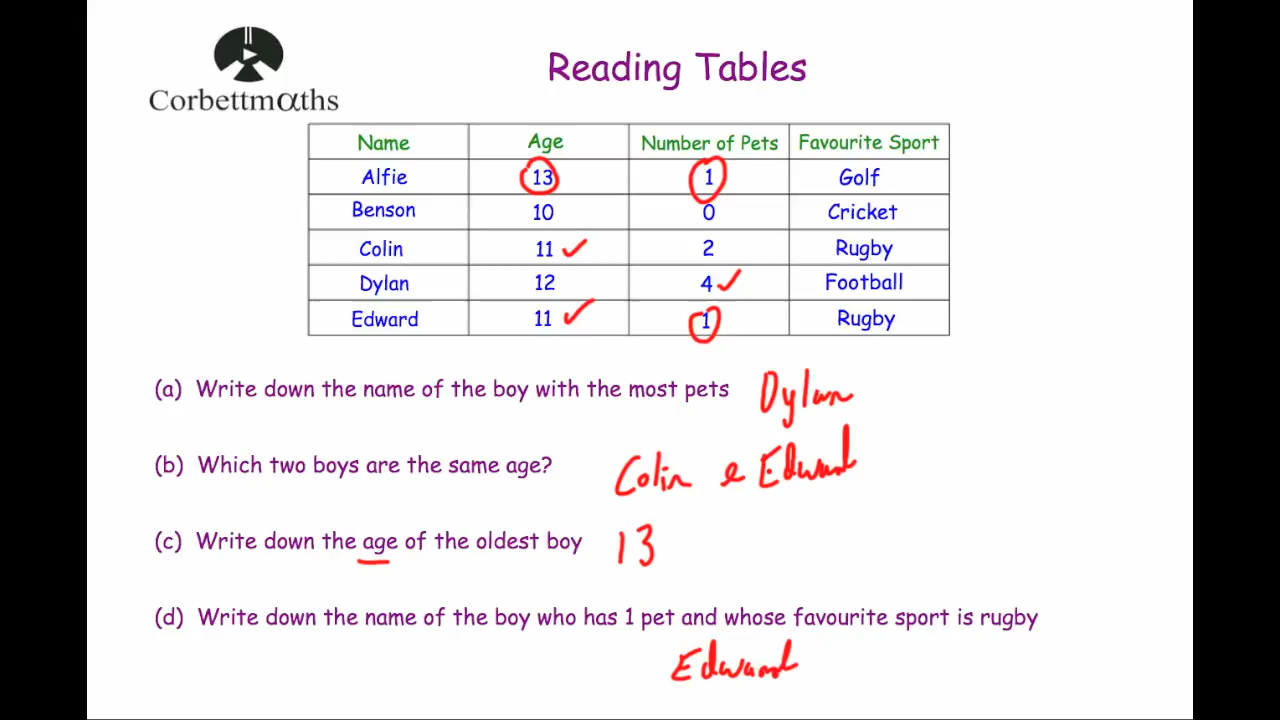 Corbettmαths
Reading Tables
Name Age Number of Pets Favourite Sport
Alfie 13 1 Golf
Benson 10 0 Cricket
Colin 11 2 Rugby
Dylan 12 4 Football
Edward 11 1 Rugby
(a) Write down the name of the boy with the most pets Dylan
(b) Which two boys are the same age? Colin e Edward
(c) Write down the age of the oldest boy 13
(d) Write down the name of the boy who has 1 pet and whose favourite sport is rugby
Edward